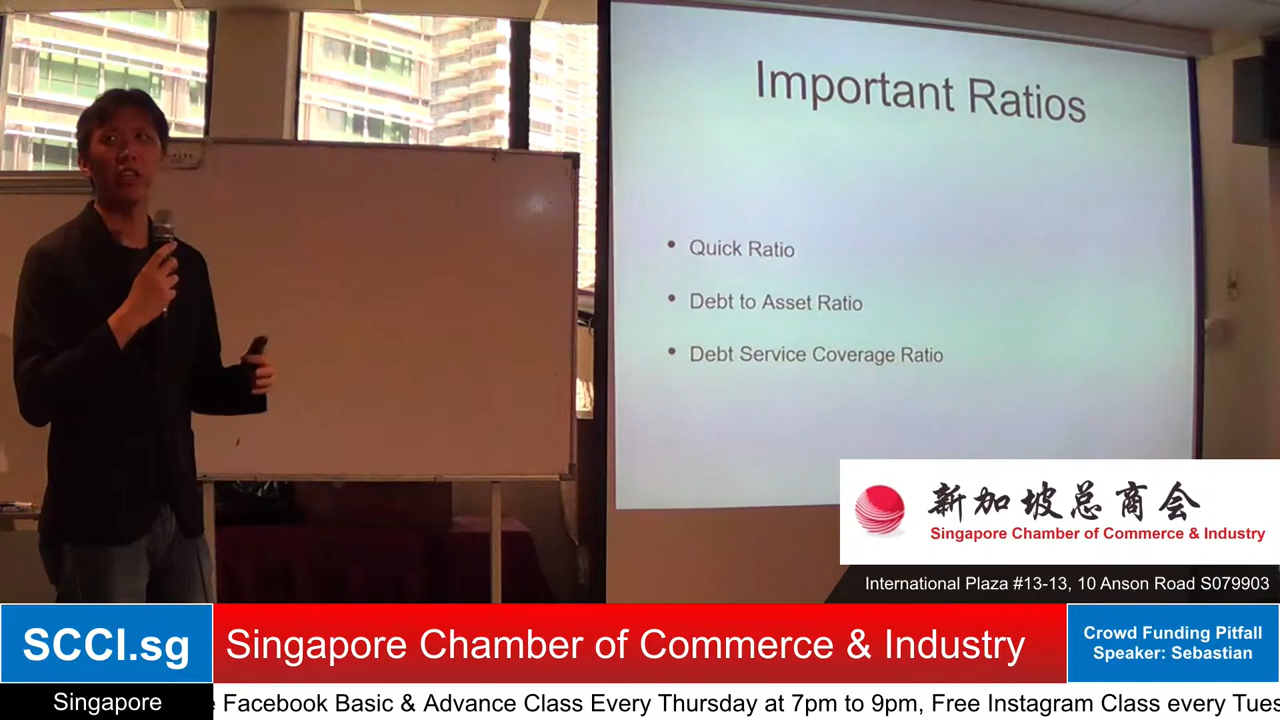 Important Ratios
• Quick Ratio
• Debt to Asset Ratio
• Debt Service Coverage Ratio
新加坡总商会
Singapore Chamber of Commerce & Industry
International Plaza #13-13, 10 Anson Road S079903
SCCI.sg
Singapore Chamber of Commerce & Industry
Crowd Funding Pitfall
Speaker: Sebastian
Singapore
Facebook Basic & Advance Class Every Thursday at 7pm to 9pm, Free Instagram Class every Tues